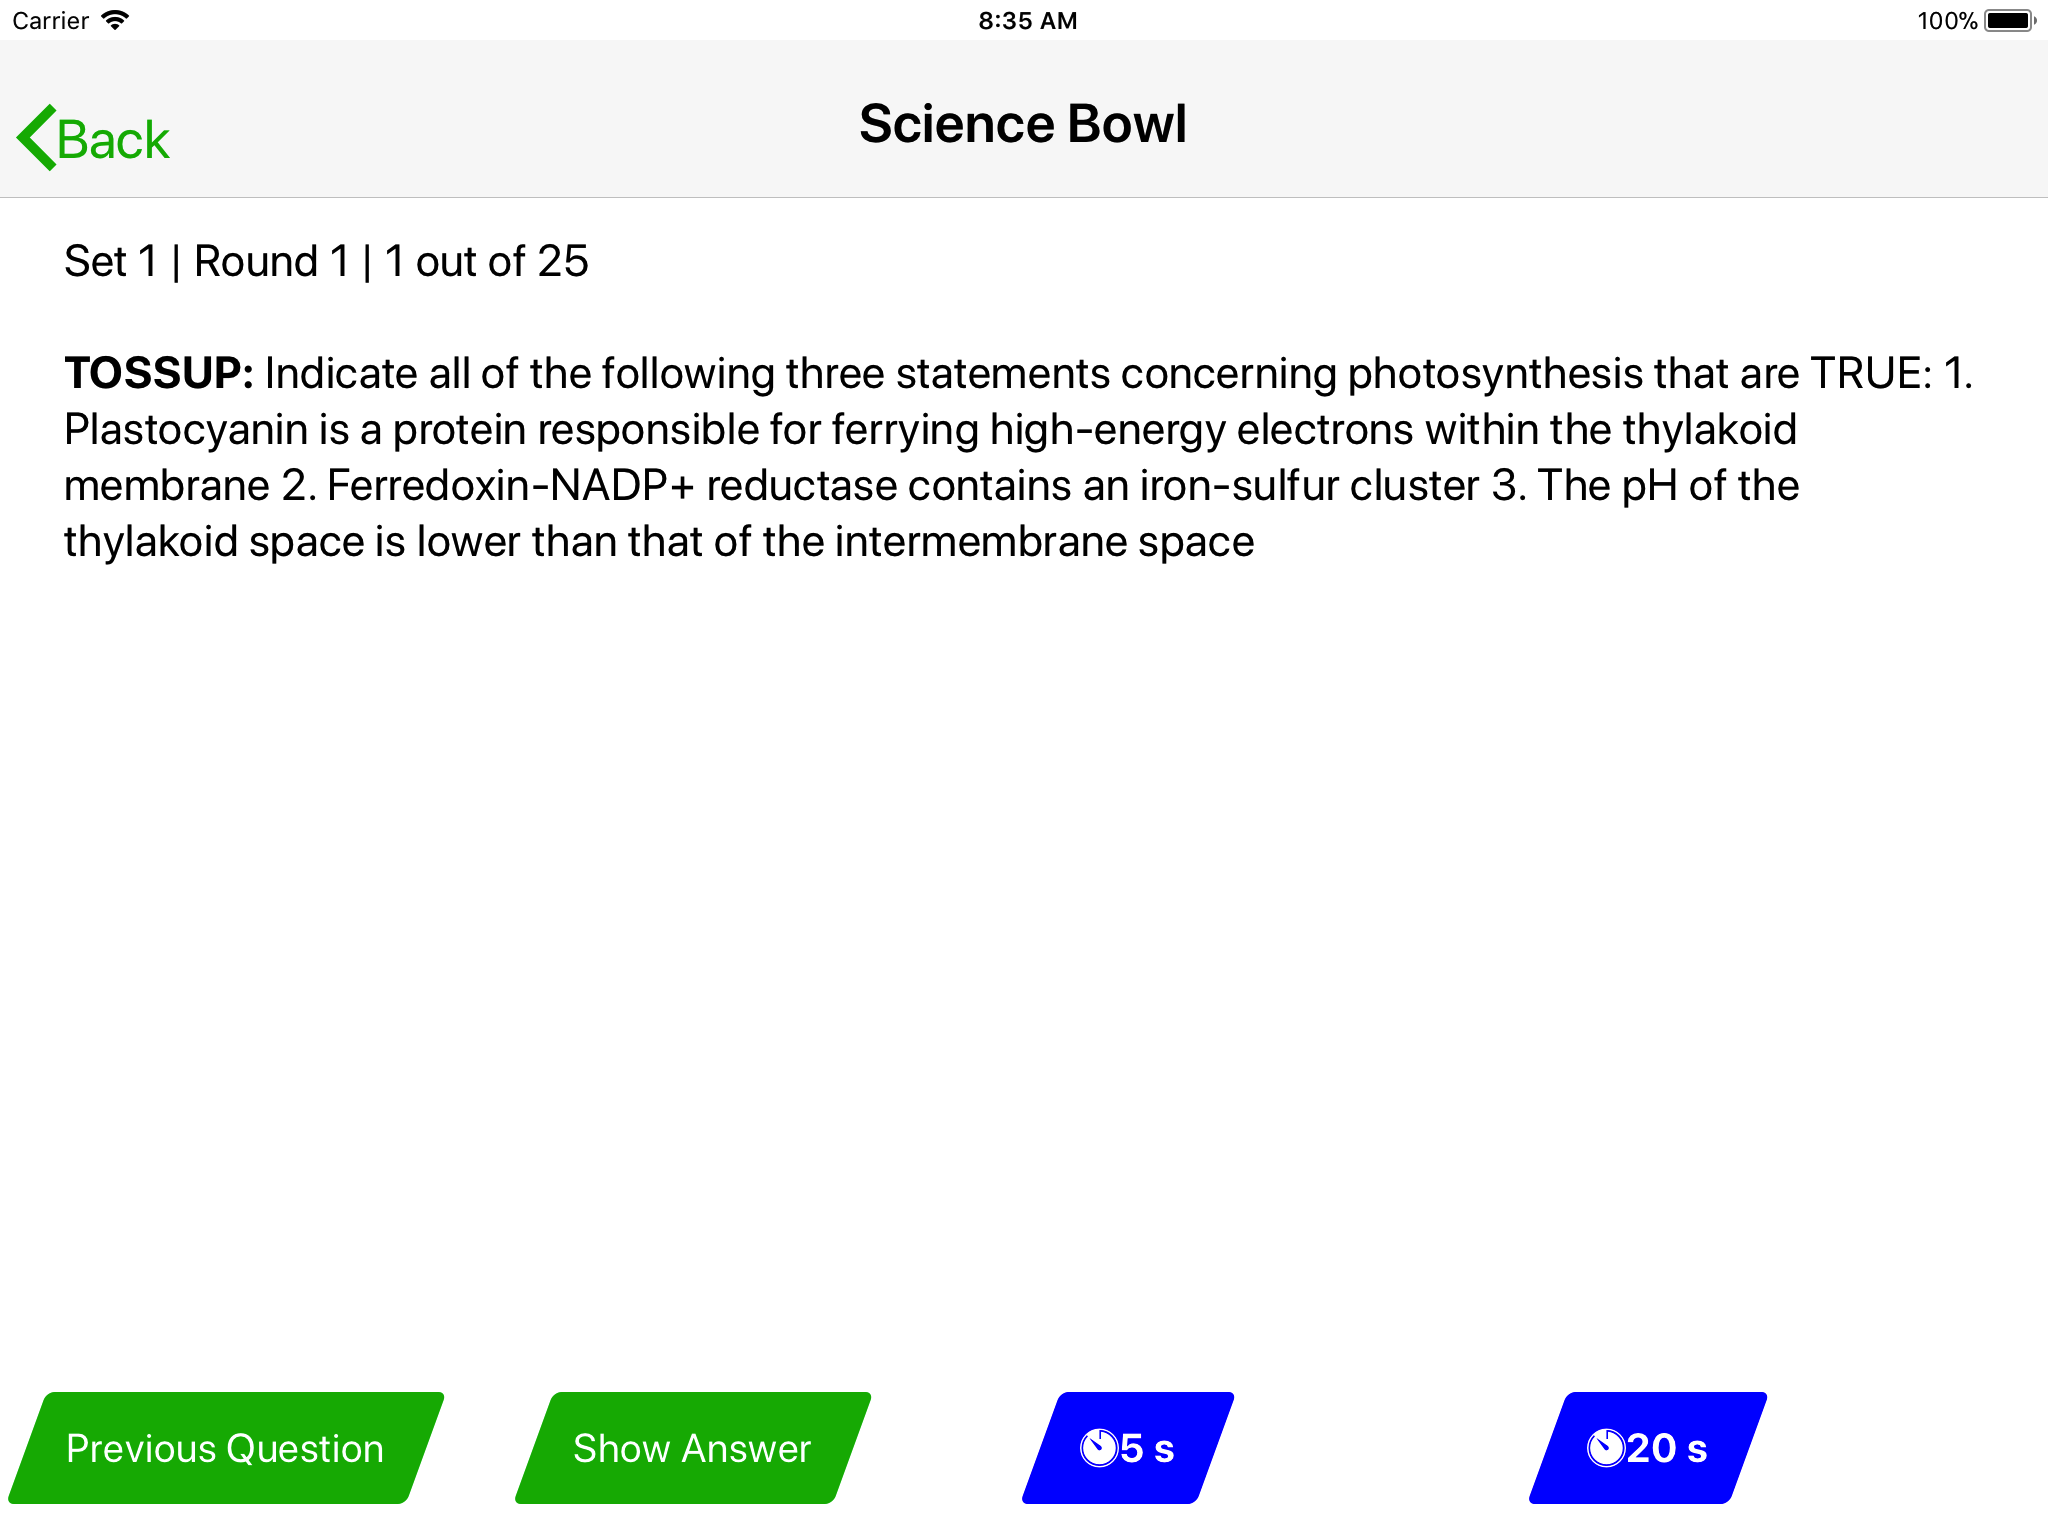 Carrier 8:35 AM 100%
Back Science Bowl
Set 1 | Round 1 | 1 out of 25
TOSSUP: Indicate all of the following three statements concerning photosynthesis that are TRUE: 1.
Plastocyanin is a protein responsible for ferrying high-energy electrons within the thylakoid
membrane 2. Ferredoxin-NADP+ reductase contains an iron-sulfur cluster 3. The pH of the
thylakoid space is lower than that of the intermembrane space
Previous Question Show Answer 5 s 20 s